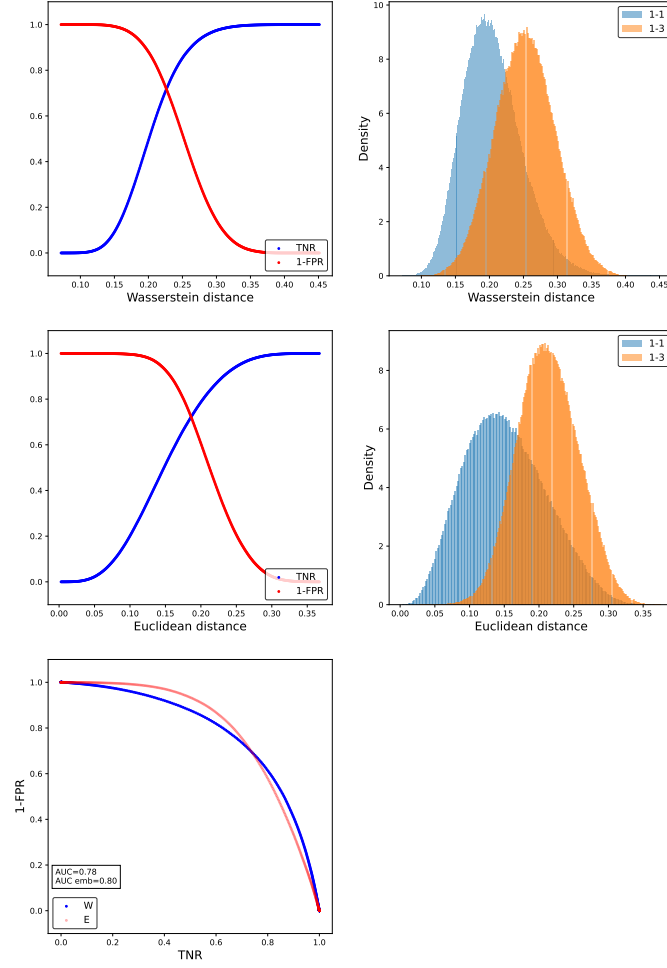 1.0
0.8
0.6
0.4
0.2
0.0
0.10 0.15 0.20 0.25 0.30 0.35 0.40 0.45
Wasserstein distance
TNR
1-FPR
10
8
6
4
2
0
Density
0.10 0.15 0.20 0.25 0.30 0.35 0.40 0.45
Wasserstein distance
1-1
1-3
1.0
0.8
0.6
0.4
0.2
0.0
0.00 0.05 0.10 0.15 0.20 0.25 0.30 0.35
Euclidean distance
TNR
1-FPR
8
6
4
2
0
Density
0.00 0.05 0.10 0.15 0.20 0.25 0.30 0.35
Euclidean distance
1-1
1-3
1.0
0.8
0.6
0.4
0.2
0.0
1-FPR
0.0 0.2 0.4 0.6 0.8 1.0
TNR
AUC=0.78
AUC emb=0.80
W
E